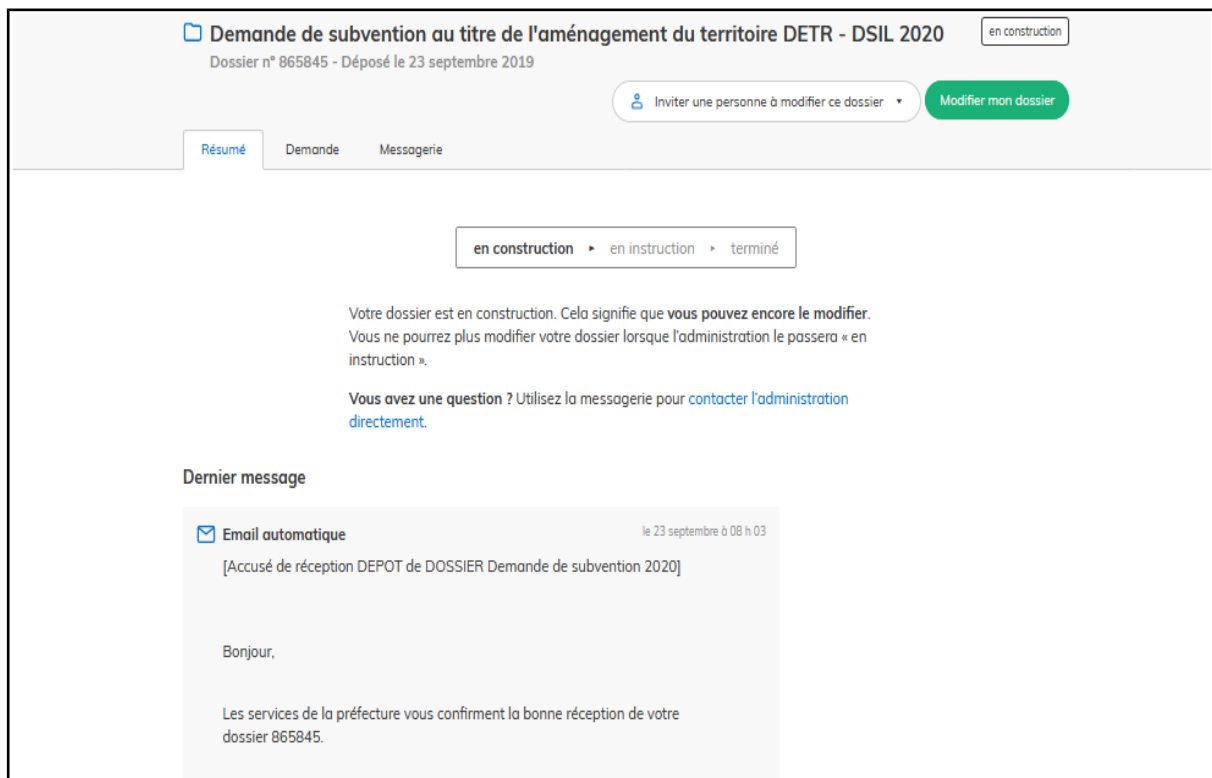 Demande de subvention au titre de l'aménagement du territoire DETR - DSIL 2020
en construction
Dossier n° 865845 - Déposé le 23 septembre 2019
Inviter une personne à modifier ce dossier
Modifier mon dossier
Résumé
Demande
Messagerie
en construction ▸ en instruction ▸ terminé
Votre dossier est en construction. Cela signifie que vous pouvez encore le modifier.
Vous ne pourrez plus modifier votre dossier lorsque l'administration le passera « en
instruction ».
Vous avez une question ? Utilisez la messagerie pour contacter l'administration
directement.
Dernier message
Email automatique
le 23 septembre à 08 h 03
[Accusé de réception DEPOT de DOSSIER Demande de subvention 2020]
Bonjour,
Les services de la préfecture vous confirment la bonne réception de votre
dossier 865845.